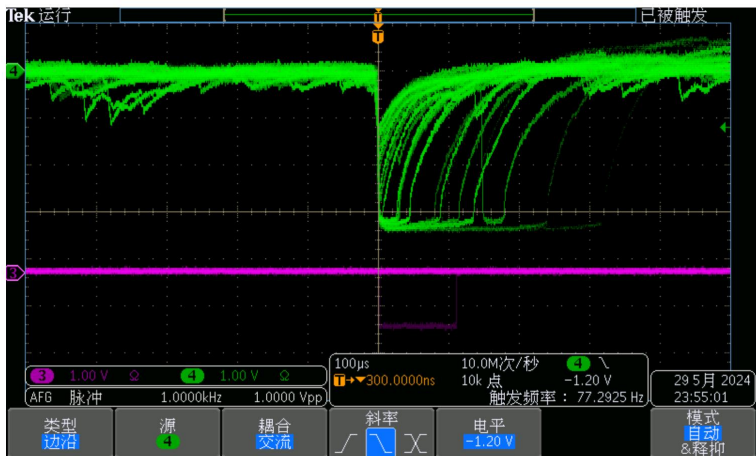 Tek 运行 T 已被触发
T
4
3
3 1.00 V Ω 4 1.00 V Ω
100µs 10.0M次/秒 4
T→▼300.0000ns 10k 点 -1.20 V
触发频率 : 77.2925 Hz
AFG 脉冲 1.0000kHz 1.0000 Vpp
29 5月 2024
23:55:01
类型
边沿
源
4
耦合
交流
斜率
电平
-1.20 V
模式
自动
&释抑